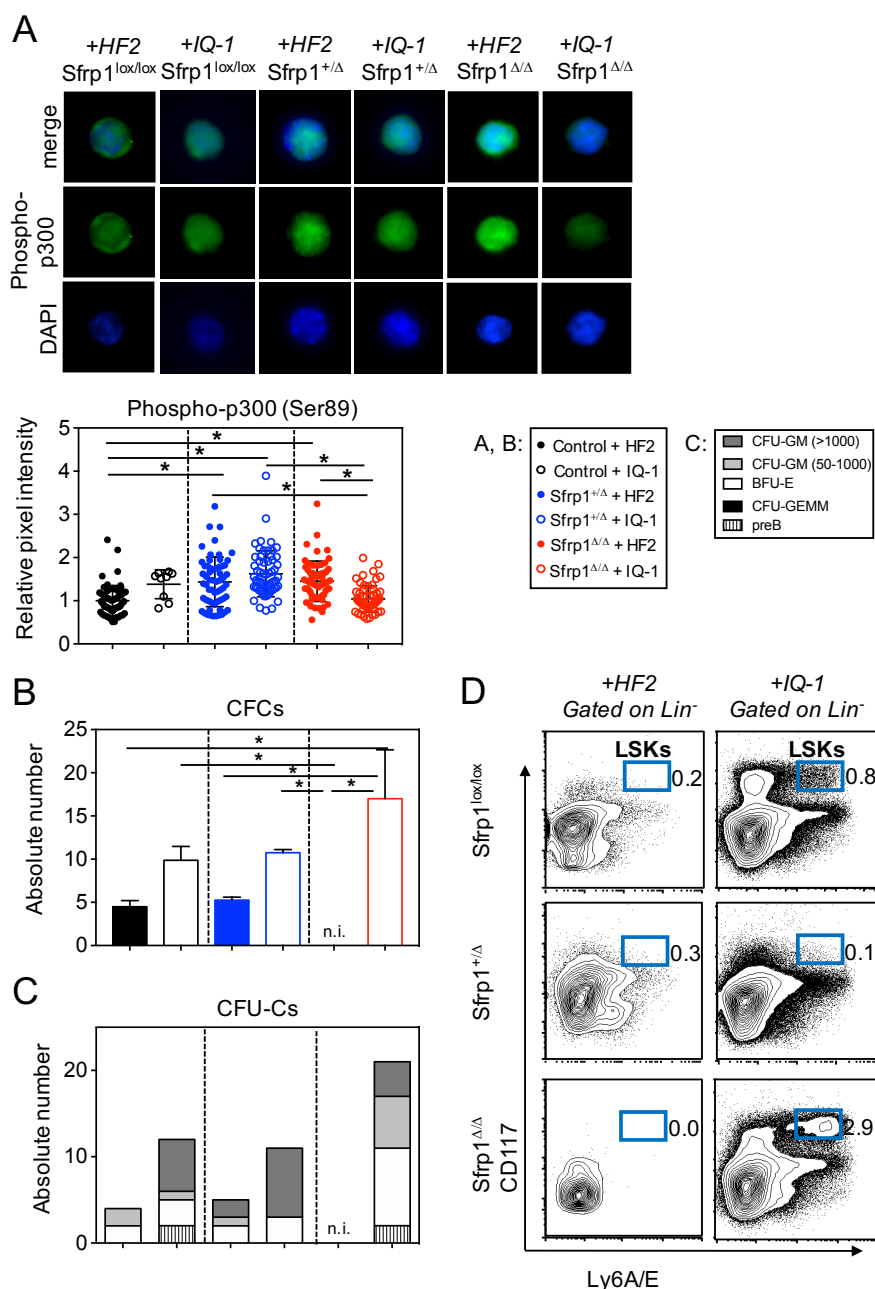 A
+HF2 +IQ-1 +HF2 +IQ-1 +HF2 +IQ-1
Sfrp1lox/lox Sfrp1lox/lox Sfrp1+/Δ Sfrp1+/Δ Sfrp1Δ/Δ Sfrp1Δ/Δ
merge
Phospho-
p300
DAPI
Phospho-p300 (Ser89)
Relative pixel intensity
5
4
3
2
1
0
* * * * * *
A, B:
Control + HF2
Control + IQ-1
Sfrp1+/Δ + HF2
Sfrp1+/Δ + IQ-1
Sfrp1Δ/Δ + HF2
Sfrp1Δ/Δ + IQ-1
C:
CFU-GM (>1000)
CFU-GM (50-1000)
BFU-E
CFU-GEMM
preB
B
CFCs
Absolute number
25
20
15
10
5
0
* * * * *
n.i.
C
CFU-Cs
Absolute number
20
10
0
n.i.
D
+HF2 +IQ-1
Gated on Lin- Gated on Lin-
LSKs LSKs
Sfrp1lox/lox
0.2 0.8
Sfrp1+/Δ
0.3 0.1
Sfrp1Δ/Δ
CD117
0.0 2.9
Ly6A/E